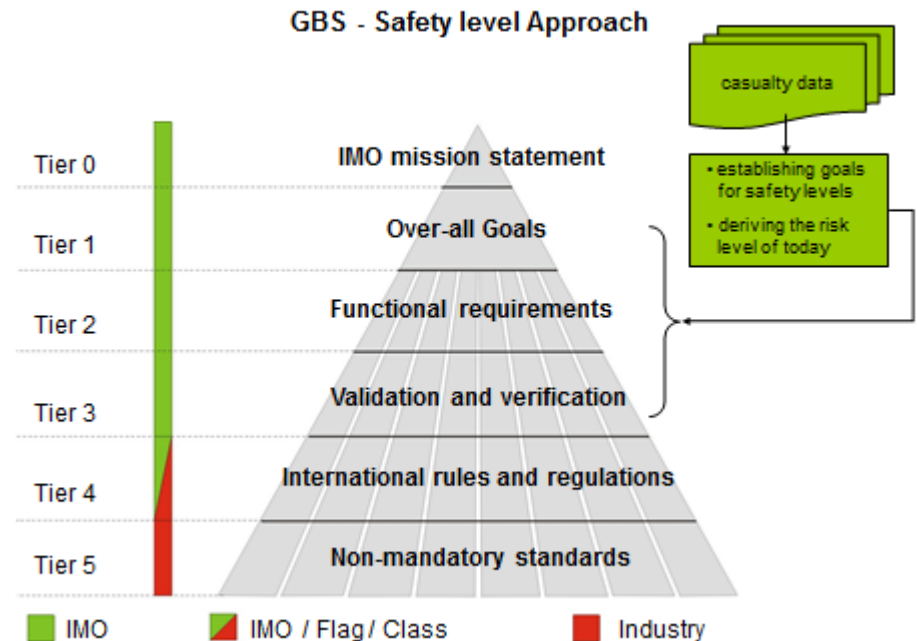 GBS - Safety level Approach
casualty data
• establishing goals
for safety levels
• deriving the risk
level of today
Tier 0
IMO mission statement
Tier 1
Over-all Goals
Tier 2
Functional requirements
Tier 3
Validation and verification
Tier 4
International rules and regulations
Tier 5
Non-mandatory standards
IMO
IMO / Flag / Class
Industry